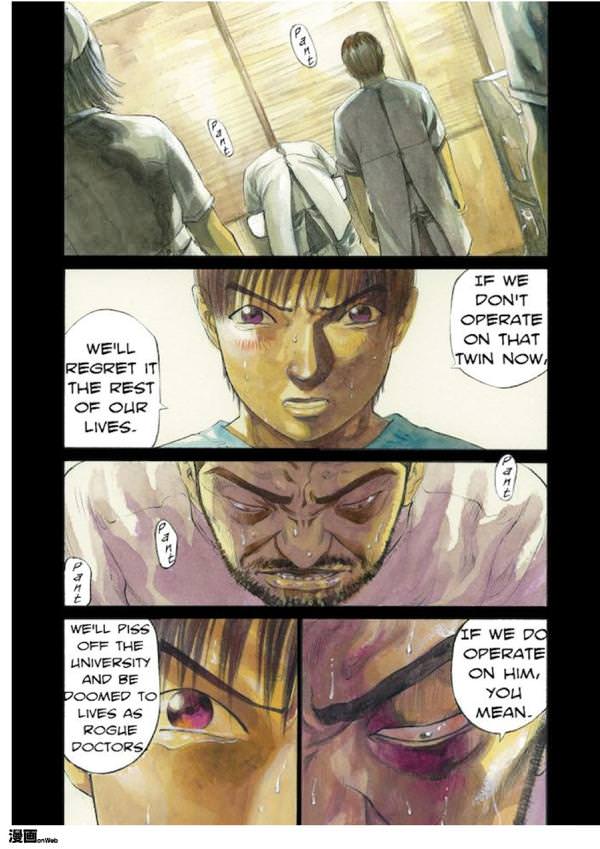 Pant
Pant
IF WE
DON'T
OPERATE
ON THAT
TWIN NOW,
WE'LL
REGRET IT
THE REST
OF OUR
LIVES.
Pant
Pant
Pant
IF WE DO
OPERATE
ON HIM,
YOU
MEAN.
WE'LL PISS
OFF THE
UNIVERSITY
AND BE
DOOMED TO
LIVES AS
ROGUE
DOCTORS.
漫画onWeb